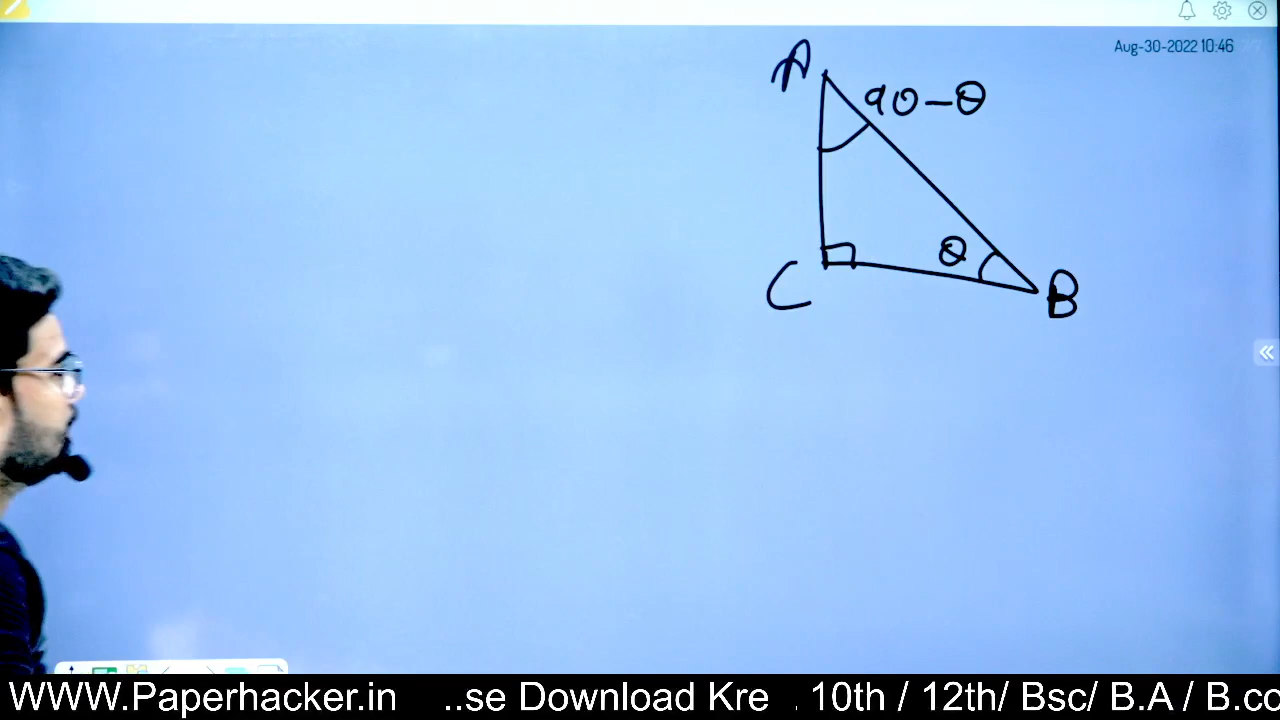 Aug-30-2022 10:46
A
90-θ
θ
C
B
WWW.Paperhacker.in ..se Download Kre . 10th / 12th/ Bsc/ B.A / B.co